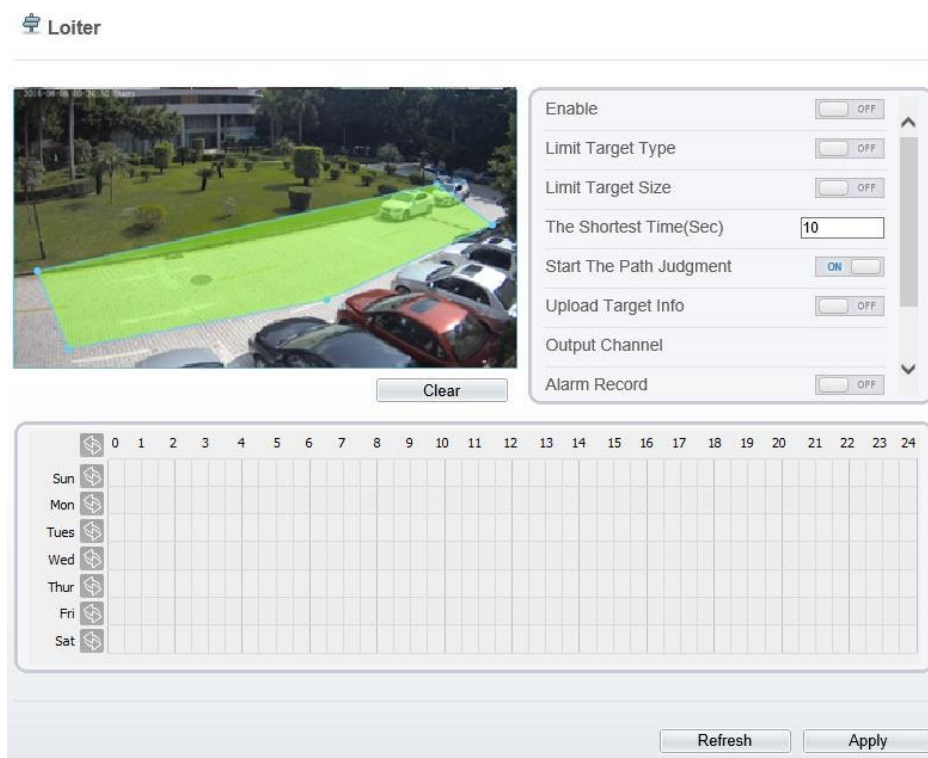 Loiter
Enable OFF
Limit Target Type OFF
Limit Target Size OFF
The Shortest Time(Sec) 10
Start The Path Judgment ON
Upload Target Info OFF
Output Channel
Alarm Record OFF
Clear
0 1 2 3 4 5 6 7 8 9 10 11 12 13 14 15 16 17 18 19 20 21 22 23 24
Sun
Mon
Tues
Wed
Thur
Fri
Sat
Refresh Apply